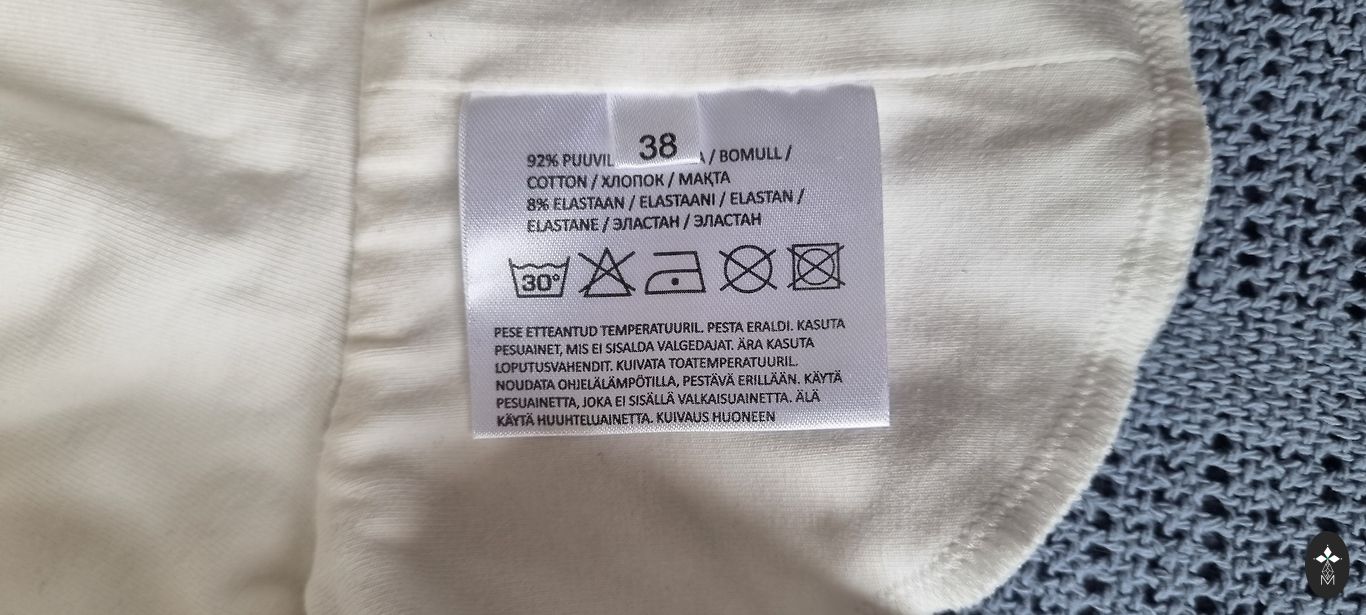 38
92% / BOMULL /
COTTON / ХЛОПОК / МАҚТА
8% ELASTAAN / ELASTAANI / ELASTAN /
ELASTANE / ЭЛАСТАН / ЭЛАСТАН
30°
PESE ETTEANTUD TEMPERATUURIL. PESTA ERALDI. KASUTA
PESUAINET, MIS EI SISALDA VALGEDAJAT. ÄRA KASUTA
LOPUTUSVAHENDIT. KUIVATA TOATEMPERATUURIL.
NOUDATA OHJELÄLÄMPÖTILLA, PESTÄVÄ ERILLÄÄN. KÄYTÄ
PESUAINETTA, JOKA EI SISÄLLÄ VALKAISUAINETTA. ÄLÄ
KÄYTÄ HUUHTELUAINETTA. KUIVAUS HUONEEN
M